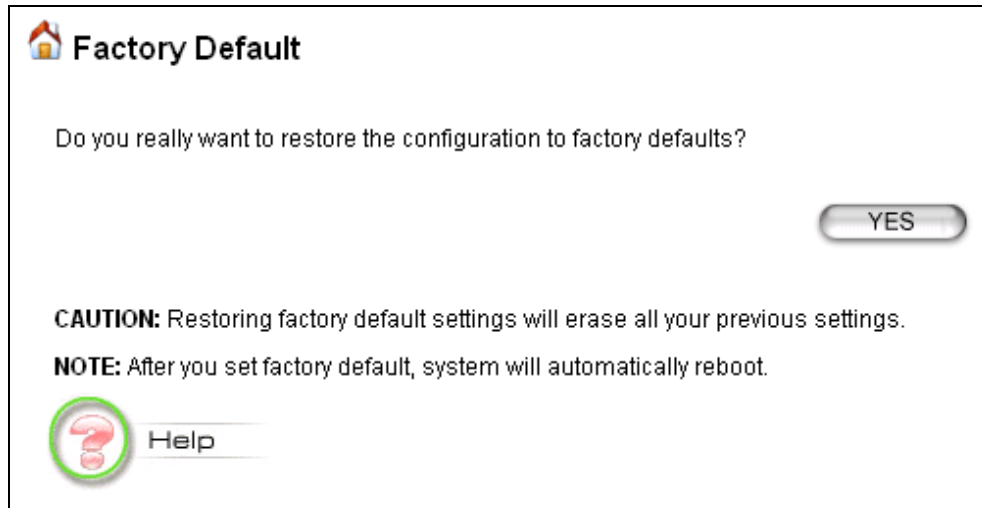 Factory Default
Do you really want to restore the configuration to factory defaults?
YES
CAUTION: Restoring factory default settings will erase all your previous settings.
NOTE: After you set factory default, system will automatically reboot.
? Help